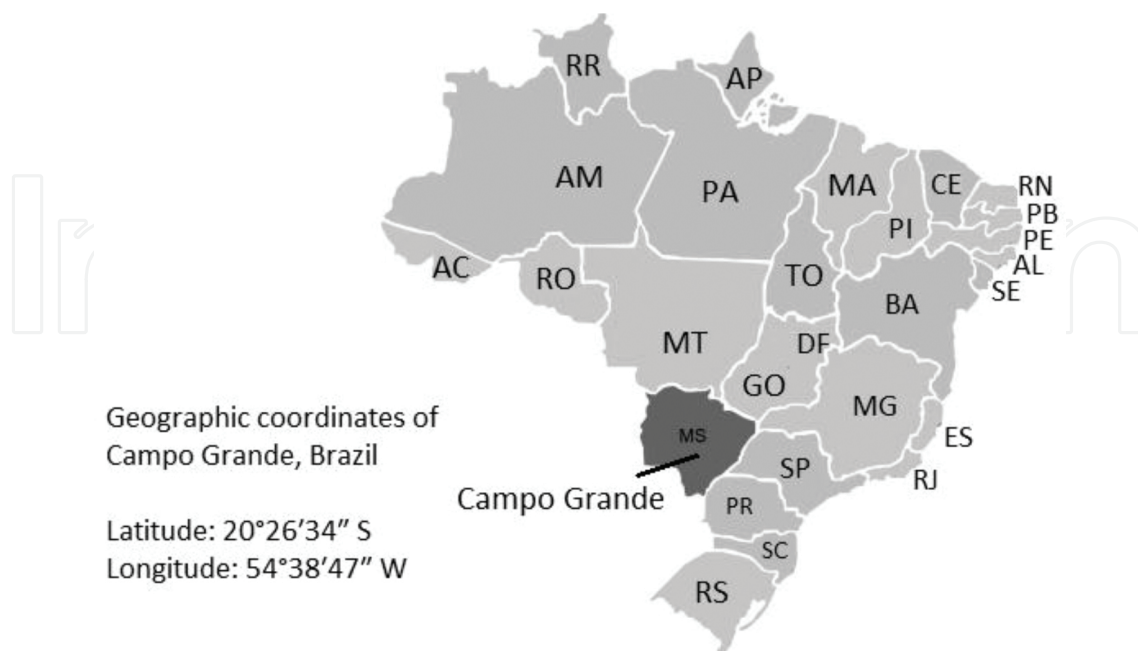 RR
AP
AM
PA
MA
CE
RN
PB
PE
AL
SE
PI
AC
RO
TO
BA
MT
DF
GO
MG
ES
RJ
MS
SP
PR
SC
RS
Campo Grande
Geographic coordinates of
Campo Grande, Brazil
Latitude: 20°26′34″ S
Longitude: 54°38′47″ W